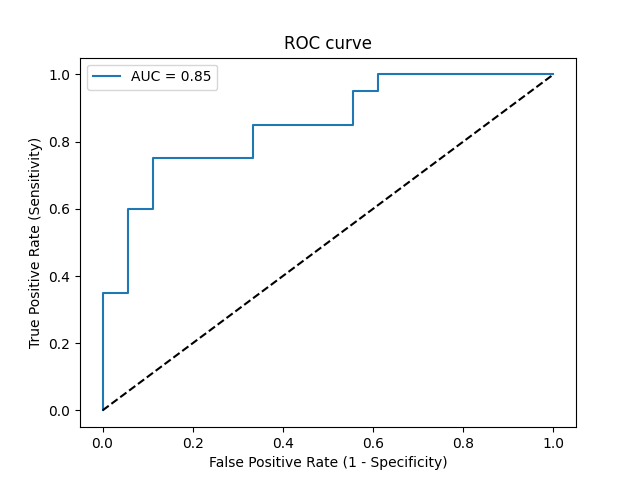 ROC curve
AUC = 0.85
1.0
0.8
0.6
0.4
0.2
0.0
True Positive Rate (Sensitivity)
0.0 0.2 0.4 0.6 0.8 1.0
False Positive Rate (1 - Specificity)